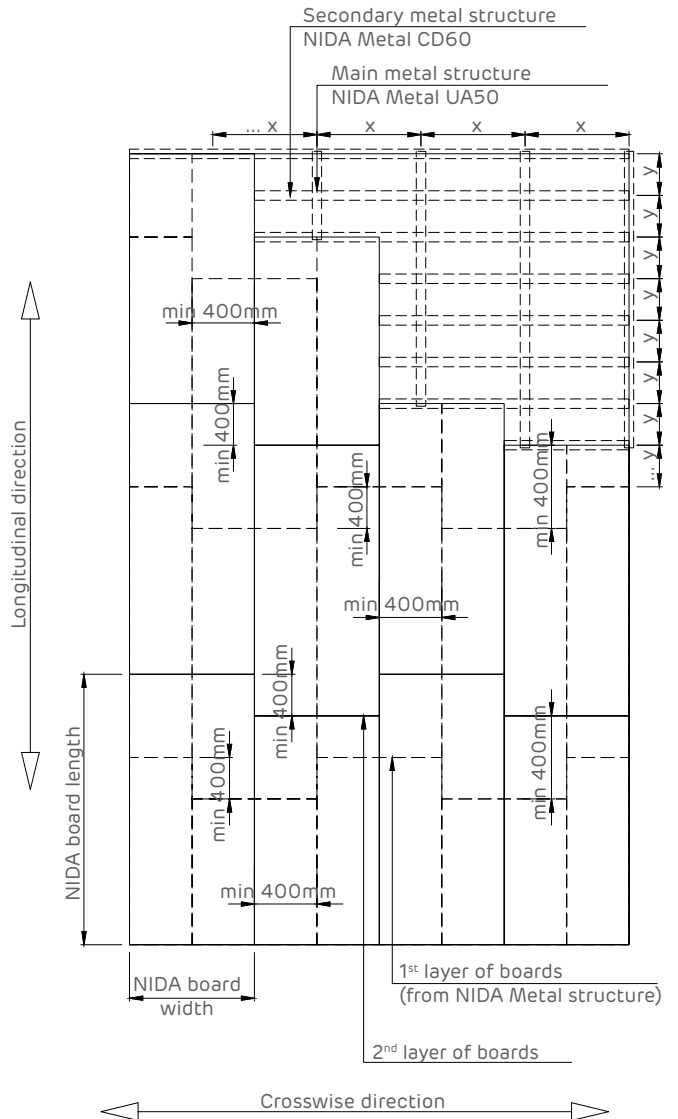 Secondary metal structure
NIDA Metal CD60
Main metal structure
NIDA Metal UA50
... x
x
x
x
y
y
y
y
y
y
y
... y
min 400mm
min 400mm
min 400mm
min 400mm
min 400mm
min 400mm
min 400mm
min 400mm
min 400mm
Longitudinal direction
NIDA board length
NIDA board
width
1st layer of boards
(from NIDA Metal structure)
2nd layer of boards
Crosswise direction